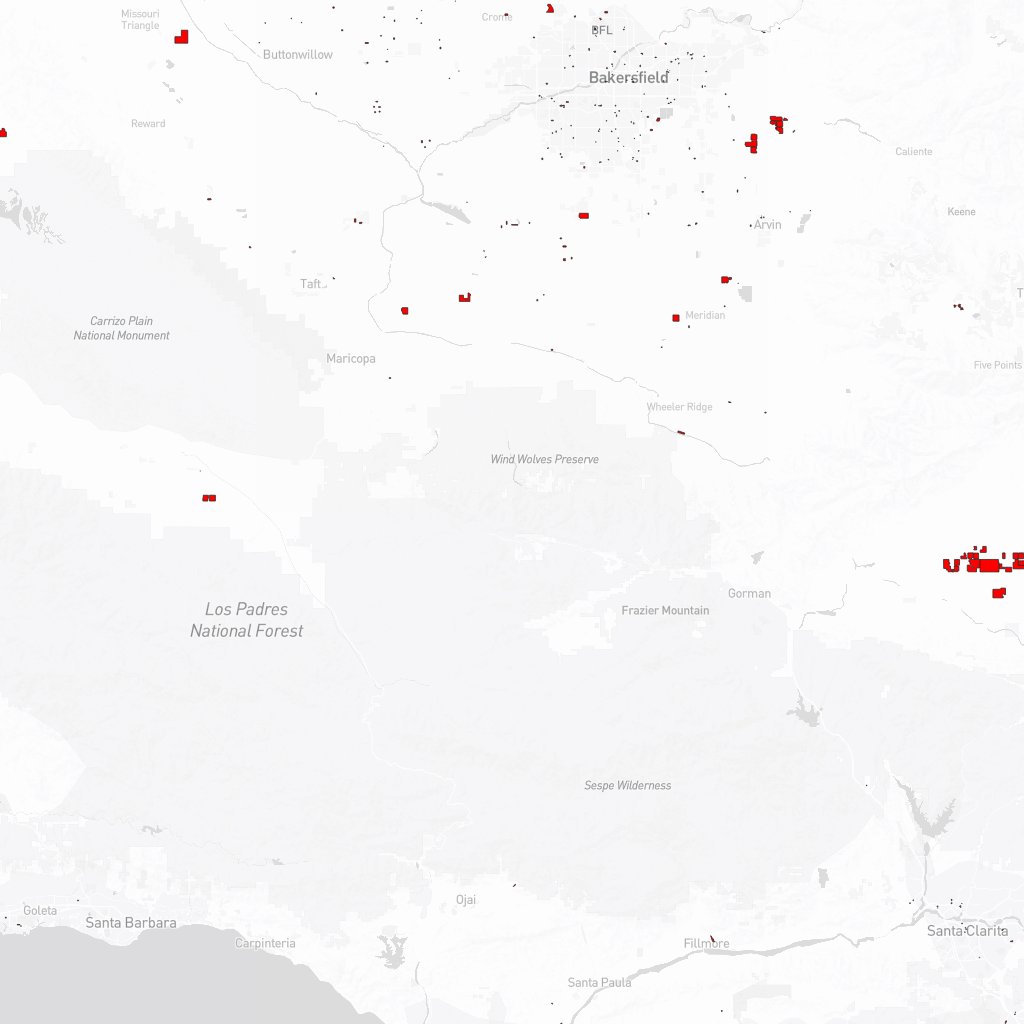 Missouri
Triangle
Crome
BFL
Buttonwillow
Bakersfield
Reward
Caliente
Keene
Arvin
Taft
Carrizo Plain
National Monument
Meridian
Maricopa
Five Points
Wheeler Ridge
Wind Wolves Preserve
Gorman
Los Padres
National Forest
Frazier Mountain
Sespe Wilderness
Ojai
Goleta
Santa Barbara
Carpinteria
Fillmore
Santa Clarita
Santa Paula